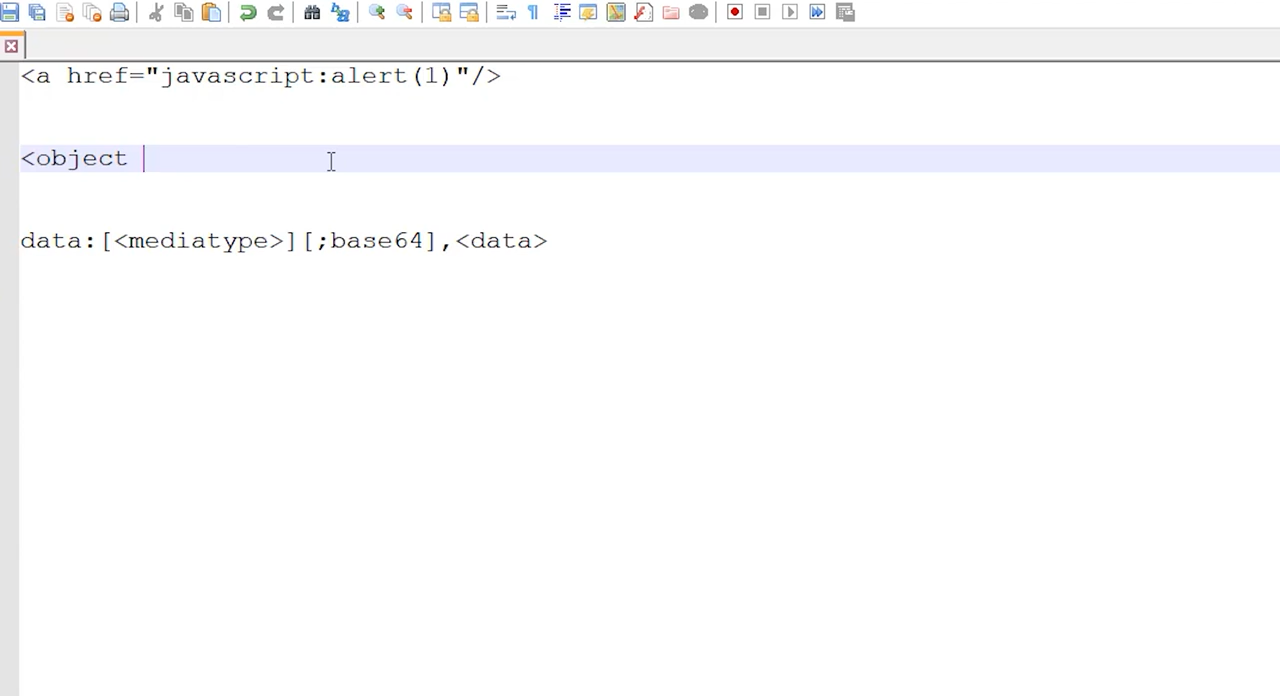 <a href="javascript:alert(1)"/>
<object
data:[<mediatype>][;base64],<data>